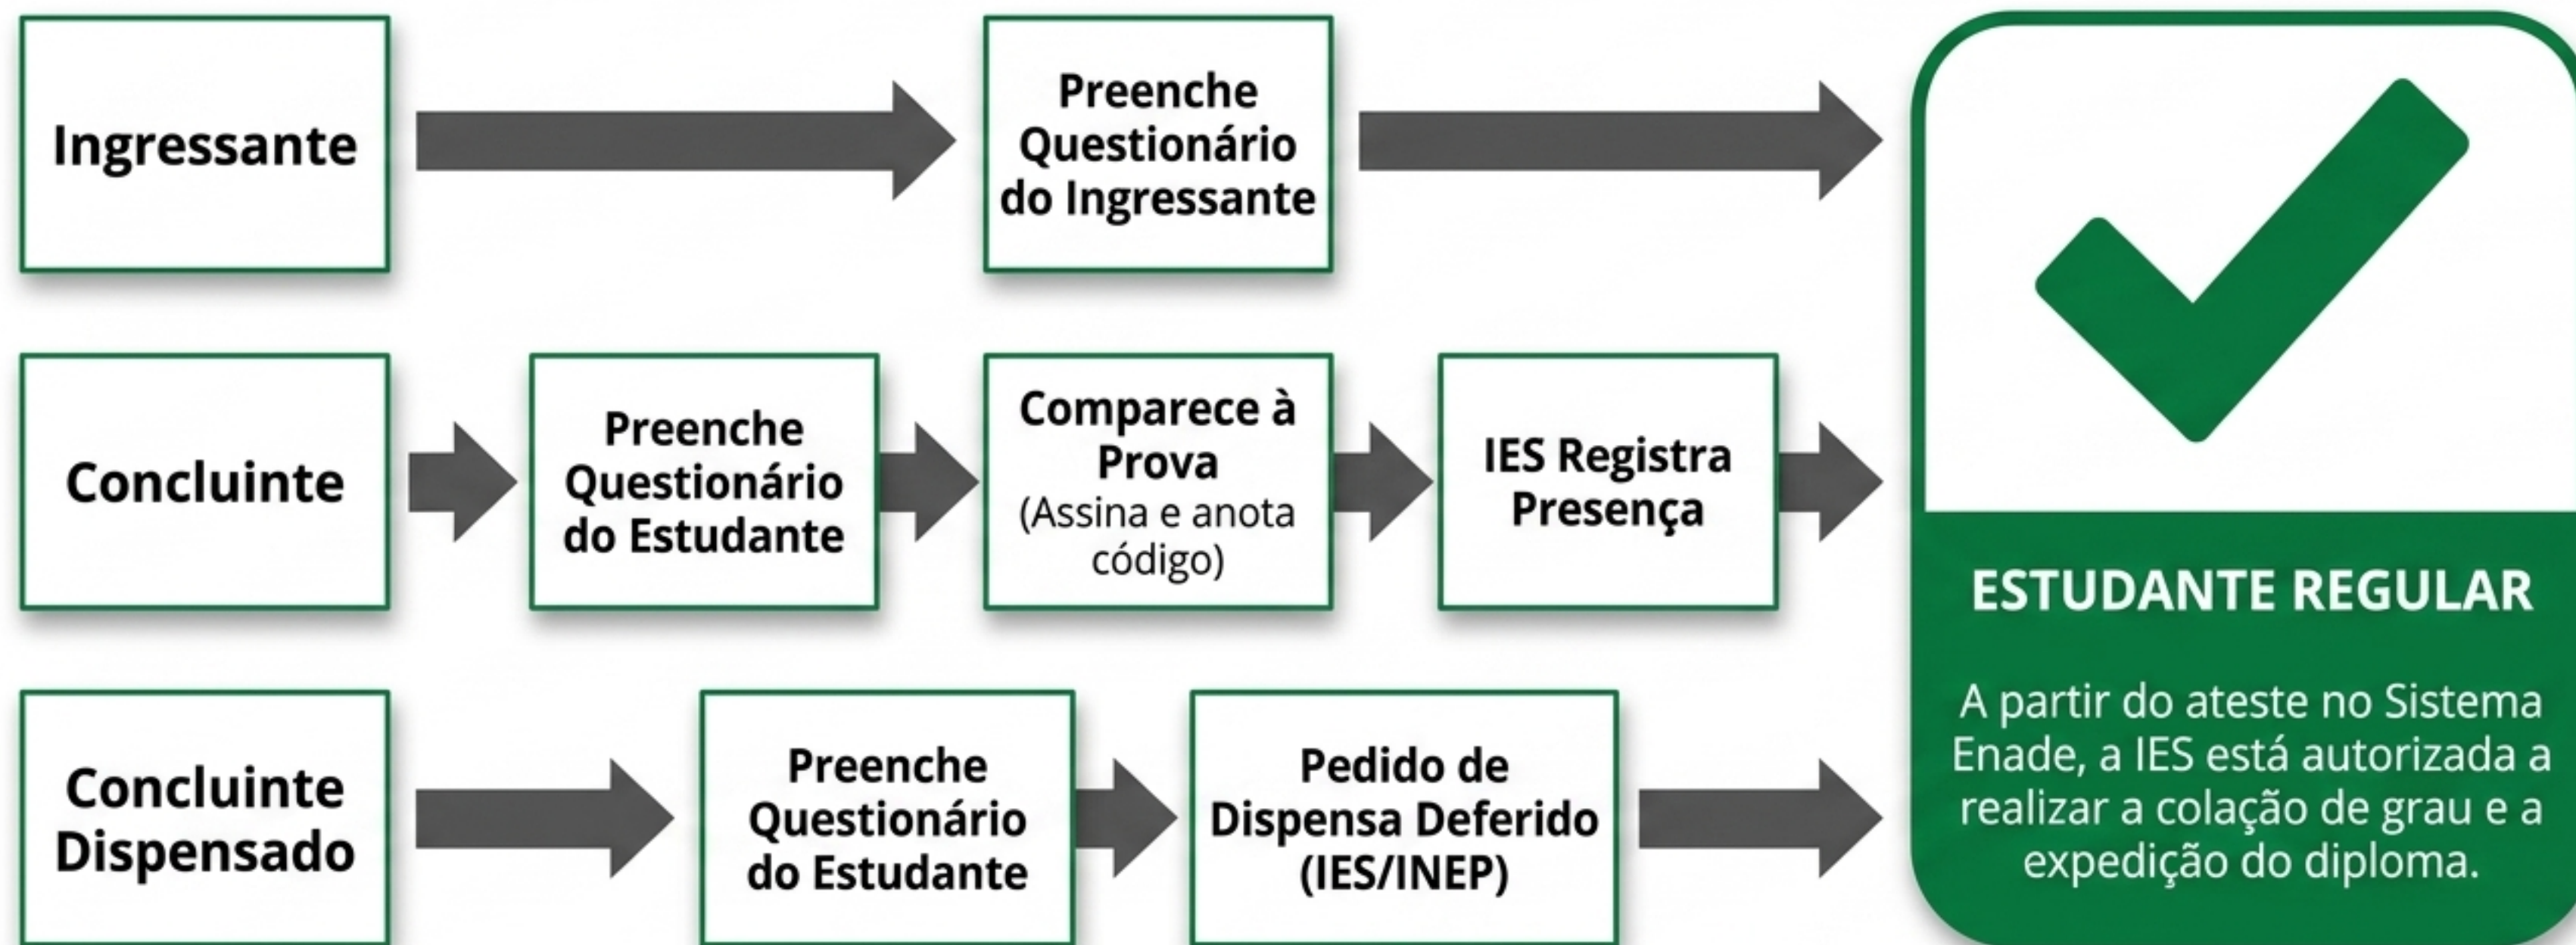 Ingressante
Preenche
Questionário
do Ingressante
Concluinte
Preenche
Questionário
do Estudante
Comparece à
Prova
(Assina e anota
código)
IES Registra
Presença
Concluinte
Dispensado
Preenche
Questionário
do Estudante
Pedido de
Dispensa Deferido
(IES/INEP)
ESTUDANTE REGULAR
A partir do ateste no Sistema
Enade, a IES está autorizada a
realizar a colação de grau e a
expedição do diploma.